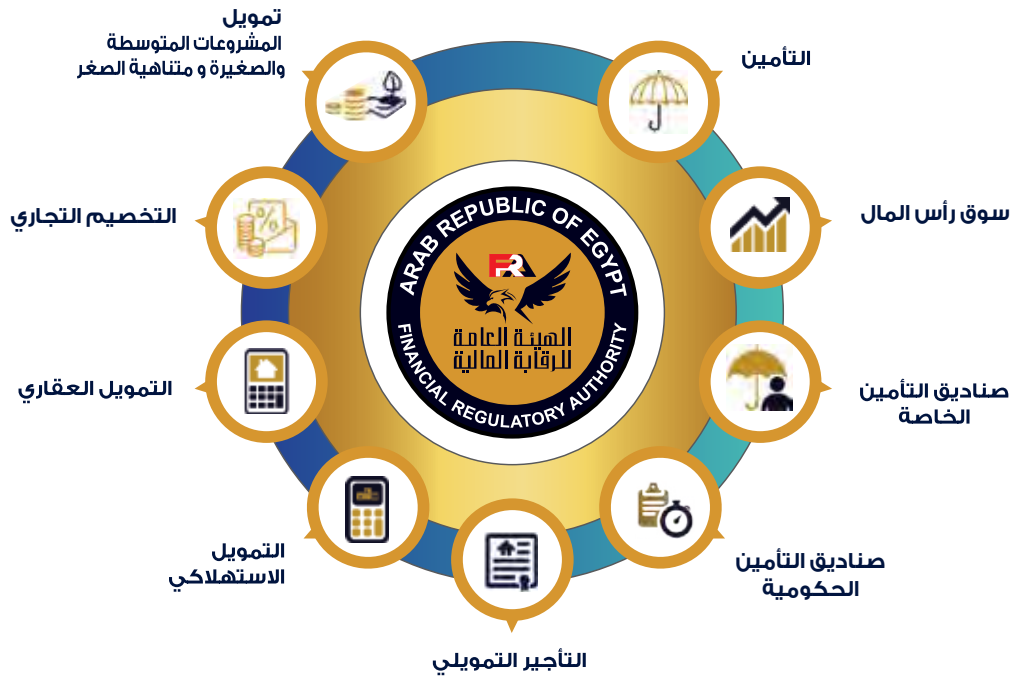 تمويل
المشروعات المتوسطة
والصغيرة و متناهية الصغر
التأمين
التخصيم التجاري
سوق رأس المال
ARAB REPUBLIC OF EGYPT
FRA
الهيئة العامة
للرقابة المالية
FINANCIAL REGULATORY AUTHORITY
%
التمويل العقاري
صناديق التأمين
الخاصة
التمويل
الاستهلاكي
صناديق التأمين
الحكومية
التأجير التمويلي